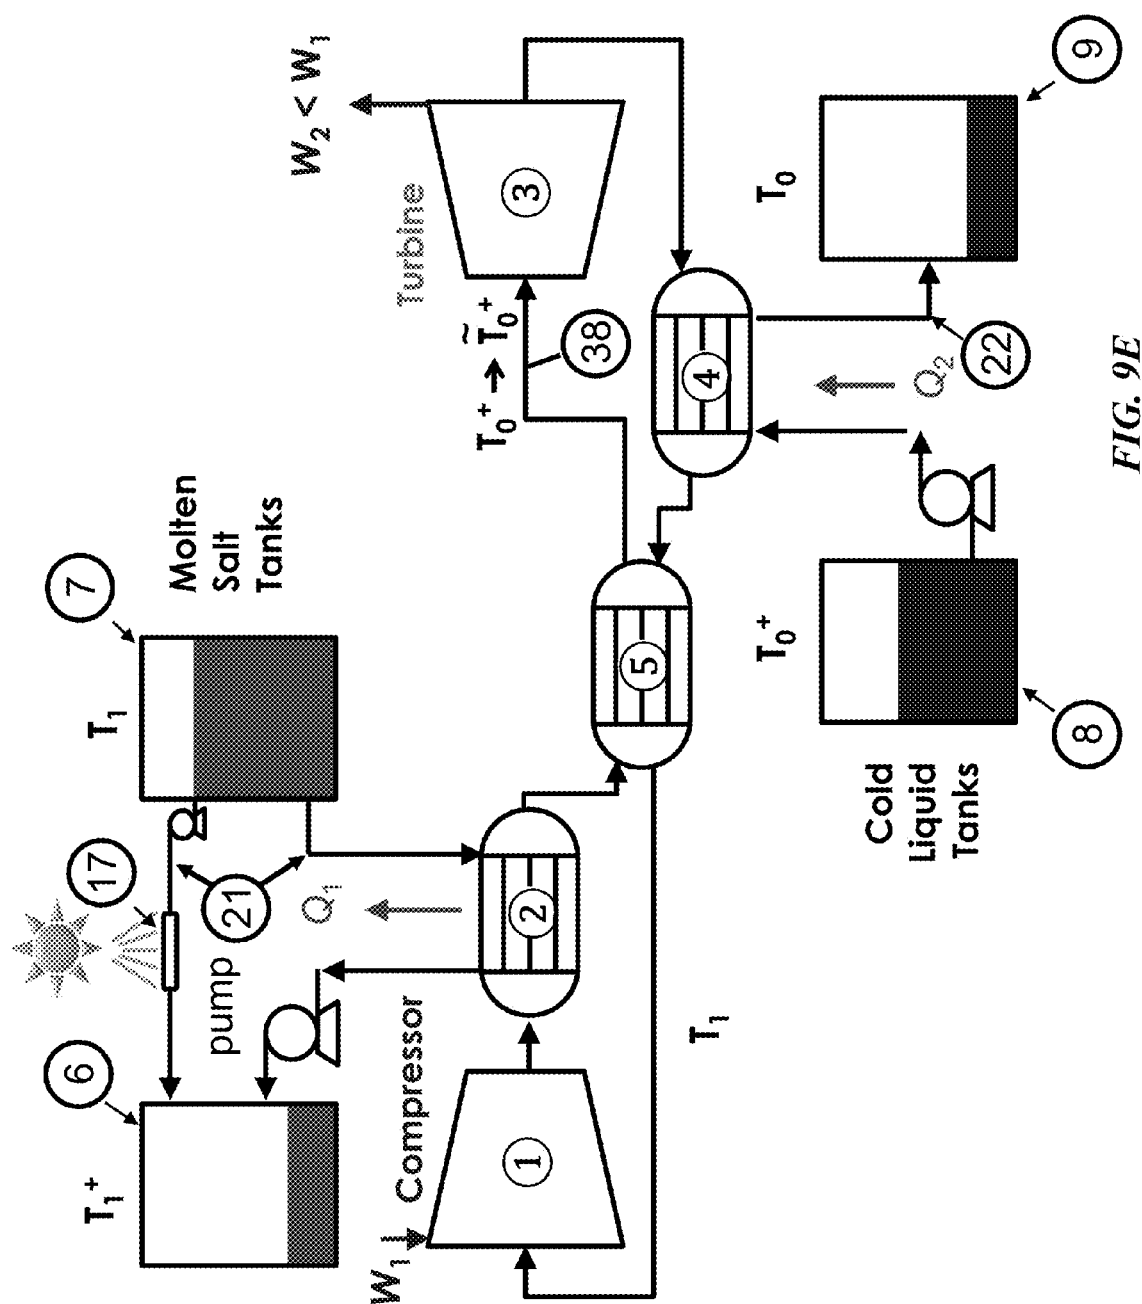 6
17
7
T₁⁺
pump
21
T₁
Molten
Salt
Tanks
W₁
Compressor
Q₁
T₀⁺ → T̃₀⁺
Turbine
W₂ < W₁
1
2
5
38
3
T₁
4
Cold
Liquid
Tanks
T₀⁺
Q₂
T₀
8
22
9
FIG. 9E